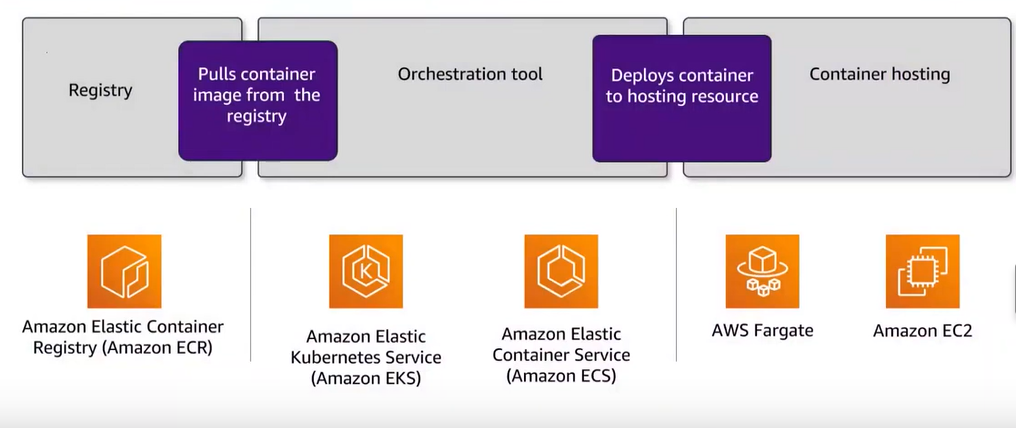 Registry
Pulls container
image from the
registry
Orchestration tool
Deploys container
to hosting resource
Container hosting
Amazon Elastic Container
Registry (Amazon ECR)
K
Amazon Elastic
Kubernetes Service
(Amazon EKS)
Amazon Elastic
Container Service
(Amazon ECS)
AWS Fargate
Amazon EC2